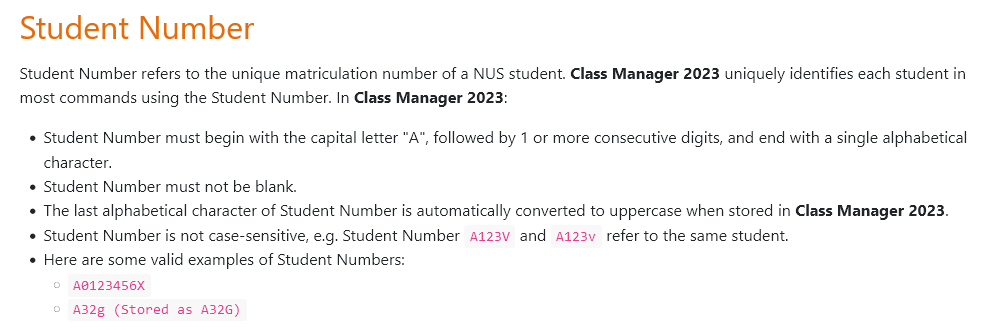 Student Number
Student Number refers to the unique matriculation number of a NUS student. Class Manager 2023 uniquely identifies each student in
most commands using the Student Number. In Class Manager 2023:
• Student Number must begin with the capital letter "A", followed by 1 or more consecutive digits, and end with a single alphabetical
character.
• Student Number must not be blank.
• The last alphabetical character of Student Number is automatically converted to uppercase when stored in Class Manager 2023.
• Student Number is not case-sensitive, e.g. Student Number A123V and A123v refer to the same student.
• Here are some valid examples of Student Numbers:
◦ A0123456X
◦ A32g (Stored as A32G)